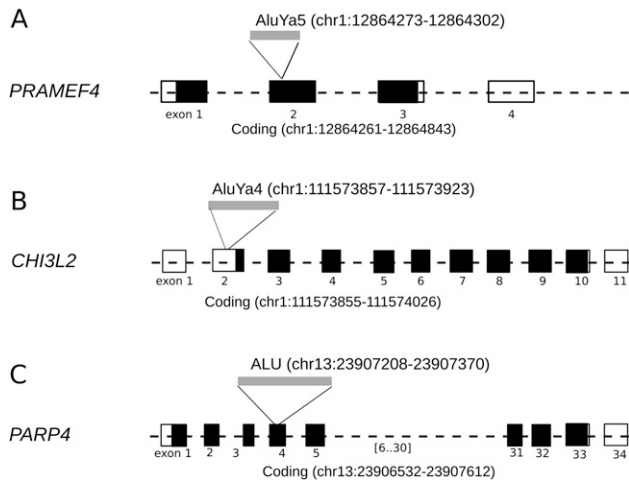 A
AluYa5 (chr1:12864273-12864302)
PRAMEF4
exon 1 2 3 4
Coding (chr1:12864261-12864843)
B
AluYa4 (chr1:111573857-111573923)
CHI3L2
exon 1 2 3 4 5 6 7 8 9 10 11
Coding (chr1:111573855-111574026)
C
ALU (chr13:23907208-23907370)
PARP4
exon 1 2 3 4 5 [6..30] 31 32 33 34
Coding (chr13:23906532-23907612)